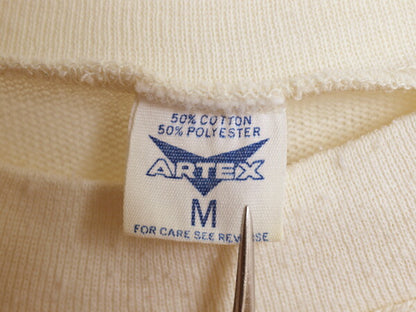 50% COTTON
50% POLYESTER
ARTEX
M
FOR CARE SEE REVERSE